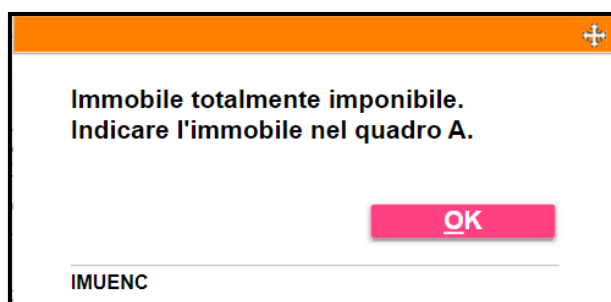 Immobile totalmente imponibile.
Indicare l'immobile nel quadro A.
OK
IMUENC